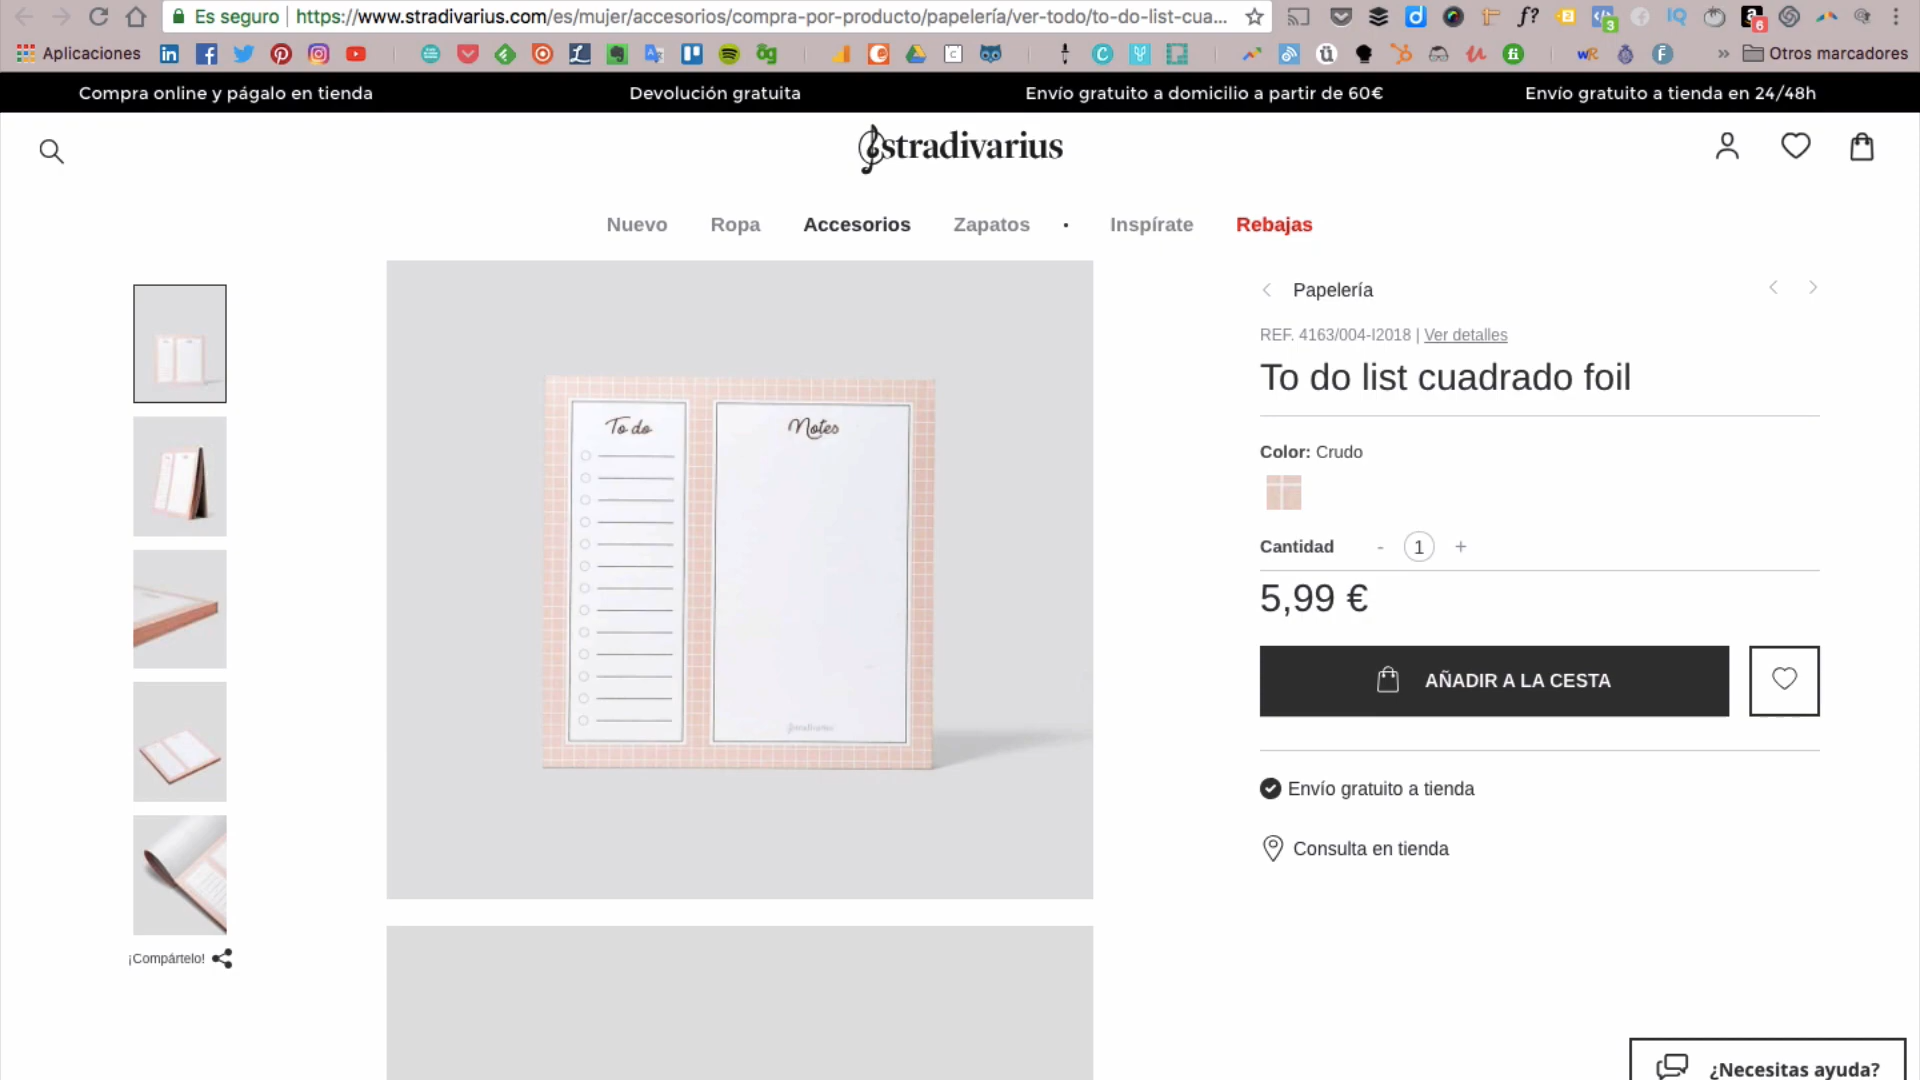 Es seguro
https://www.stradivarius.com/es/mujer/accesorios/compra-por-producto/papelería/ver-todo/to-do-list-cua...
Aplicaciones
Otros marcadores
Compra online y págalo en tienda
Devolución gratuita
Envío gratuito a domicilio a partir de 60€
Envío gratuito a tienda en 24/48h
stradivarius
Nuevo
Ropa
Accesorios
Zapatos
•
Inspírate
Rebajas
Papelería
REF. 4163/004-I2018 | Ver detalles
To do list cuadrado foil
Color: Crudo
Cantidad - 1 +
5,99 €
AÑADIR A LA CESTA
Envío gratuito a tienda
Consulta en tienda
To do
Notes
stradivarius
¡Compártelo!
¿Necesitas ayuda?